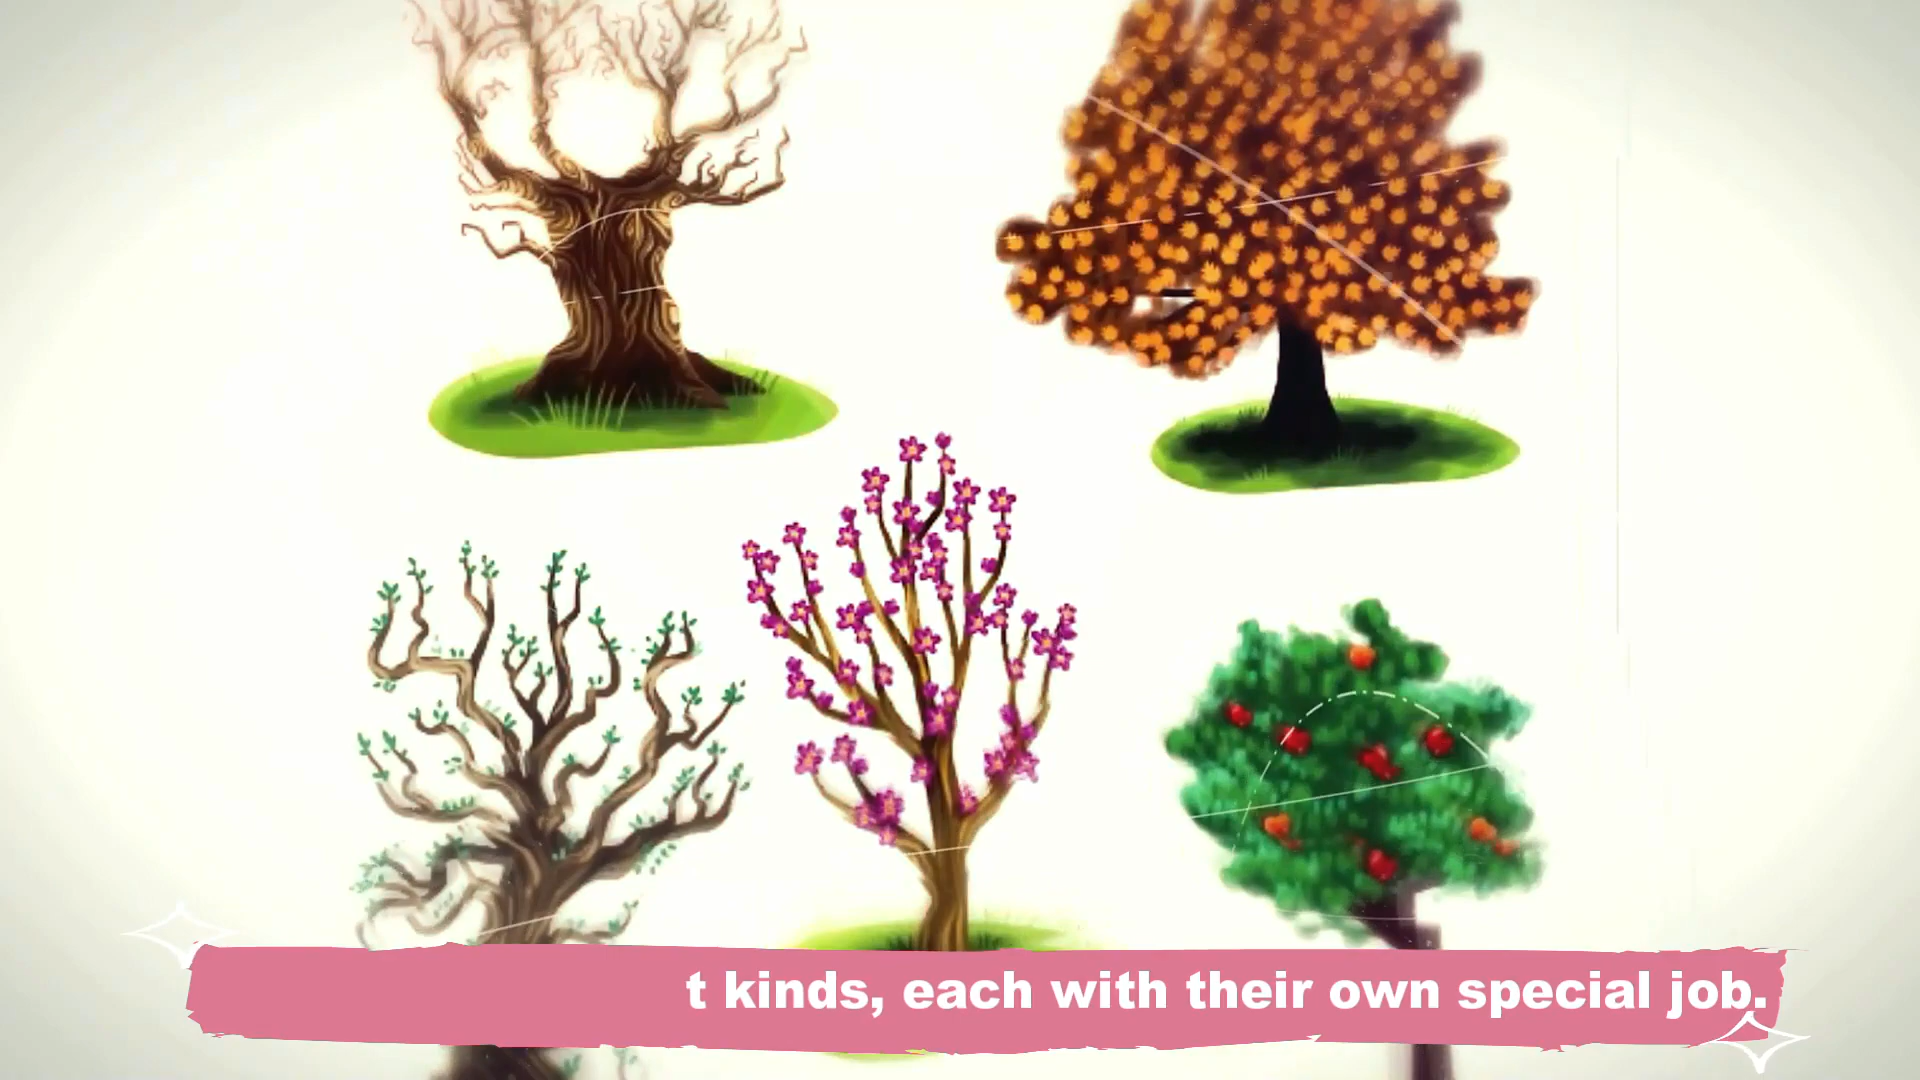 t kinds, each with their own special job.